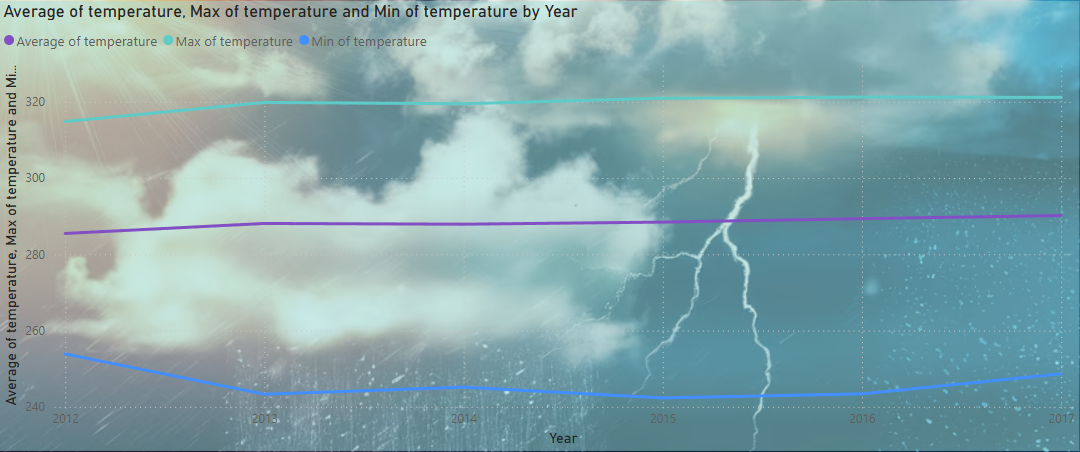 Average of temperature, Max of temperature and Min of temperature by Year
Average of temperature Max of temperature Min of temperature
Average of temperature, Max of temperature and Mi...
320
300
280
260
240
2012 2013 2014 2015 2016 2017
Year